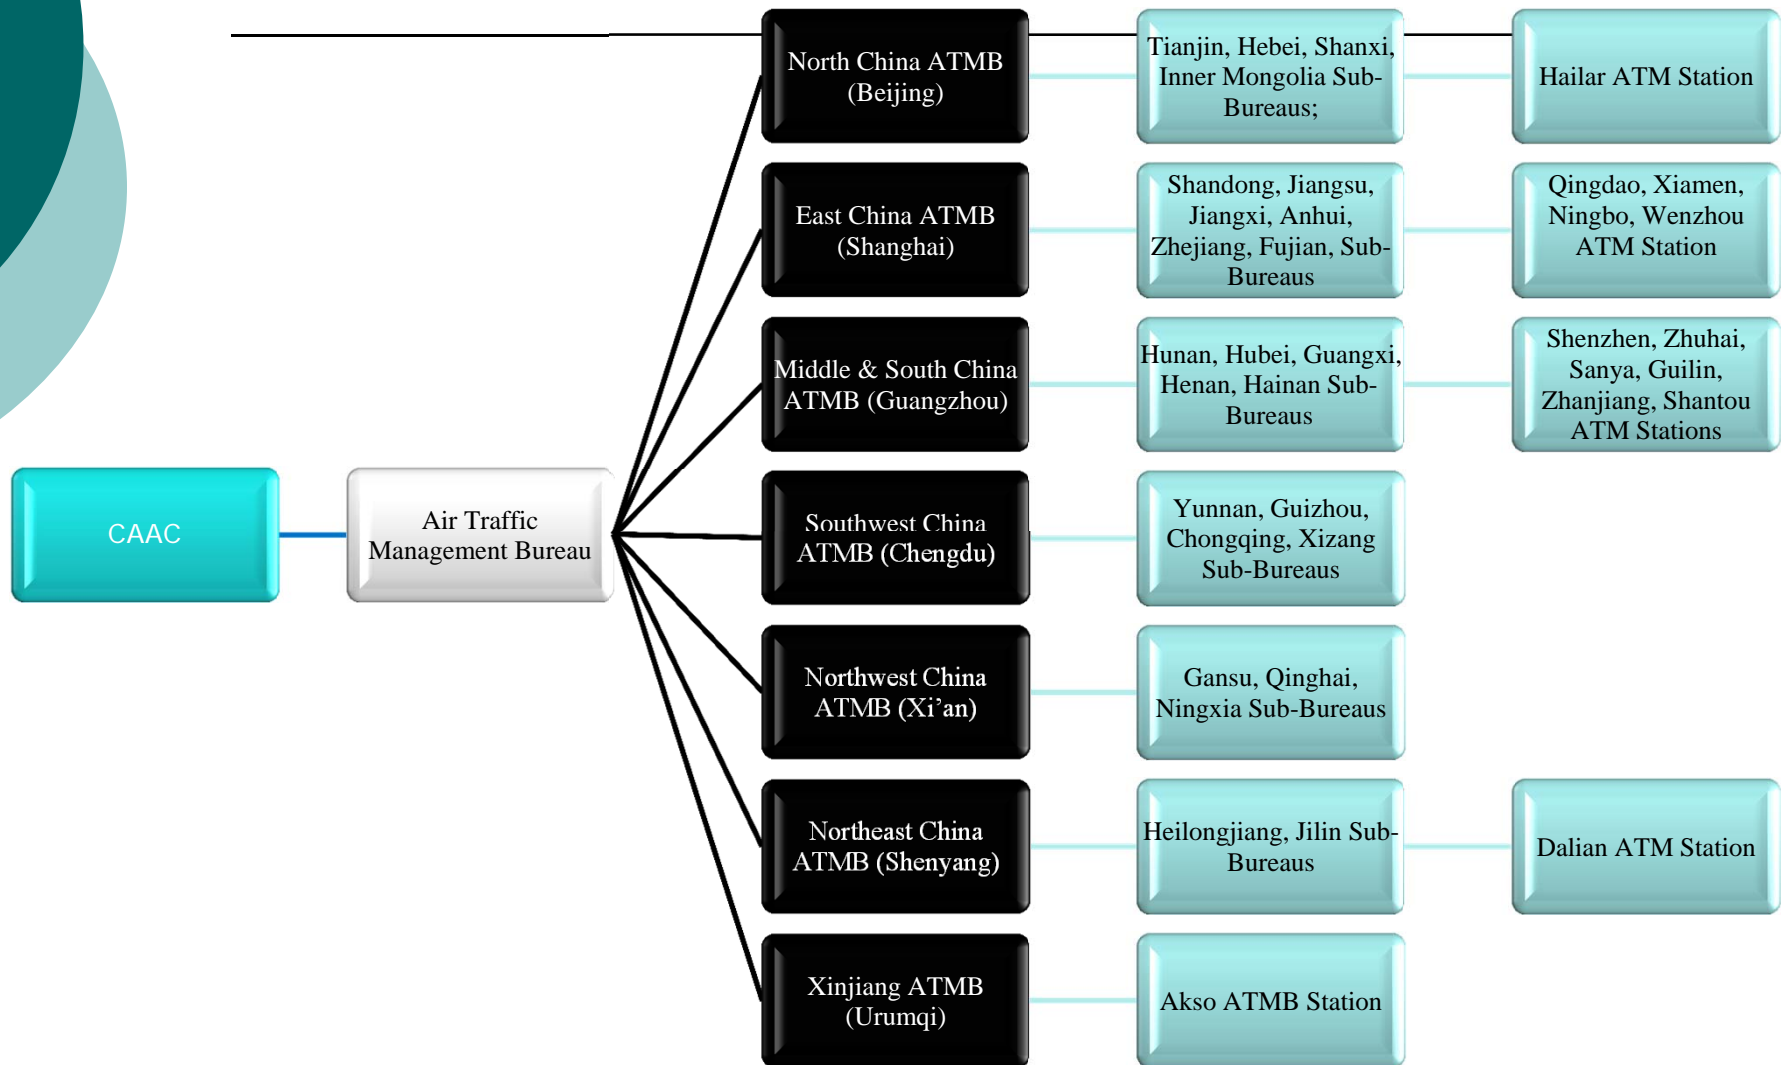 CAAC
Air Traffic
Management Bureau
North China ATMB
(Beijing)
Tianjin, Hebei, Shanxi,
Inner Mongolia Sub-
Bureaus;
Hailar ATM Station
East China ATMB
(Shanghai)
Shandong, Jiangsu,
Jiangxi, Anhui,
Zhejiang, Fujian, Sub-
Bureaus
Qingdao, Xiamen,
Ningbo, Wenzhou
ATM Station
Middle & South China
ATMB (Guangzhou)
Hunan, Hubei, Guangxi,
Henan, Hainan Sub-
Bureaus
Shenzhen, Zhuhai,
Sanya, Guilin,
Zhanjiang, Shantou
ATM Stations
Southwest China
ATMB (Chengdu)
Yunnan, Guizhou,
Chongqing, Xizang
Sub-Bureaus
Northwest China
ATMB (Xi’an)
Gansu, Qinghai,
Ningxia Sub-Bureaus
Northeast China
ATMB (Shenyang)
Heilongjiang, Jilin Sub-
Bureaus
Dalian ATM Station
Xinjiang ATMB
(Urumqi)
Akso ATMB Station